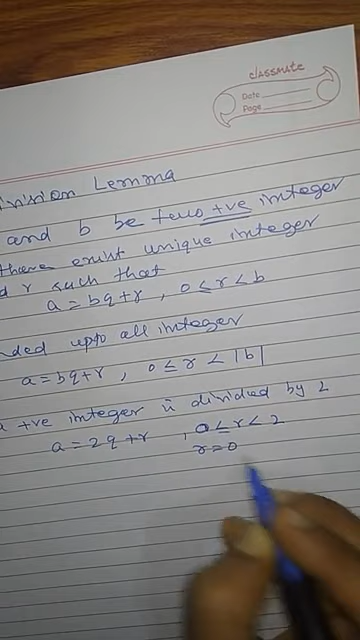 classmate
Date
Page
Division Lemma
and b be two +ve integer
there exist unique integer
d r such that
a = bq + r , 0 ≤ r < b
nded upto all integer
a = bq + r , 0 ≤ r < |b|
a +ve integer is divided by 2
a = 2q + r , 0 ≤ r < 2
r = 0